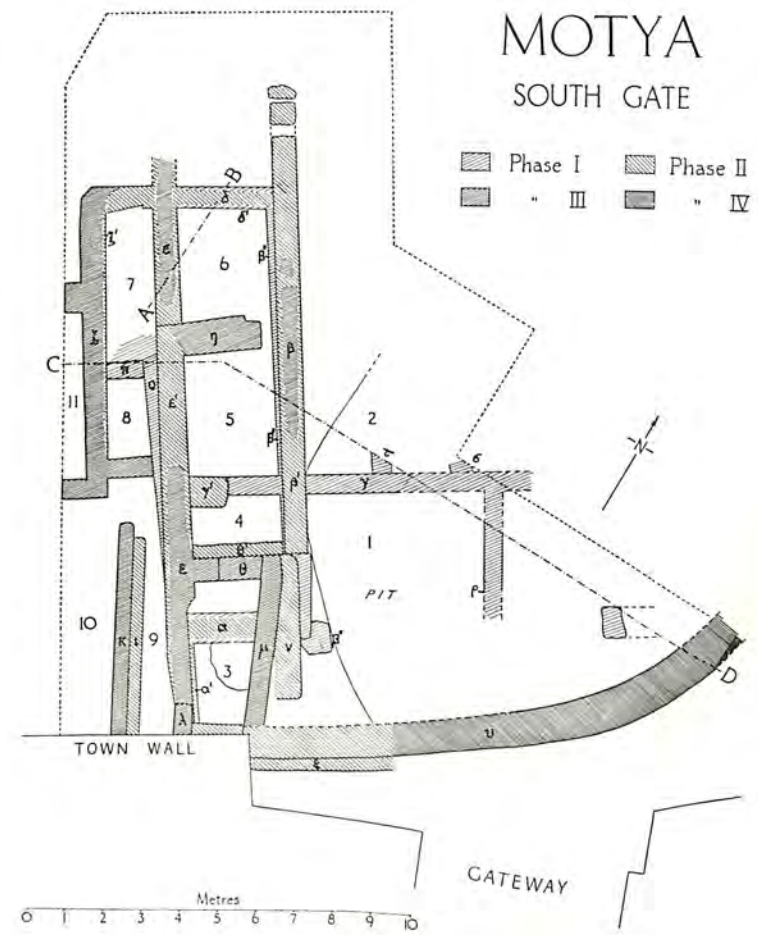 MOTYA
SOUTH GATE
Phase I
Phase II
" III
" IV
B
δ
δ'
ε
β'
6
7
A
η
C
β
11
8
ε'
5
2
β'
β'
γ'
γ
σ
4
1
ε
θ
PIT
ρ
10
κ
ι
9
α
μ
ν
3
α'
λ
D
υ
TOWN WALL
ξ
-N-
GATEWAY
Metres
0 1 2 3 4 5 6 7 8 9 10